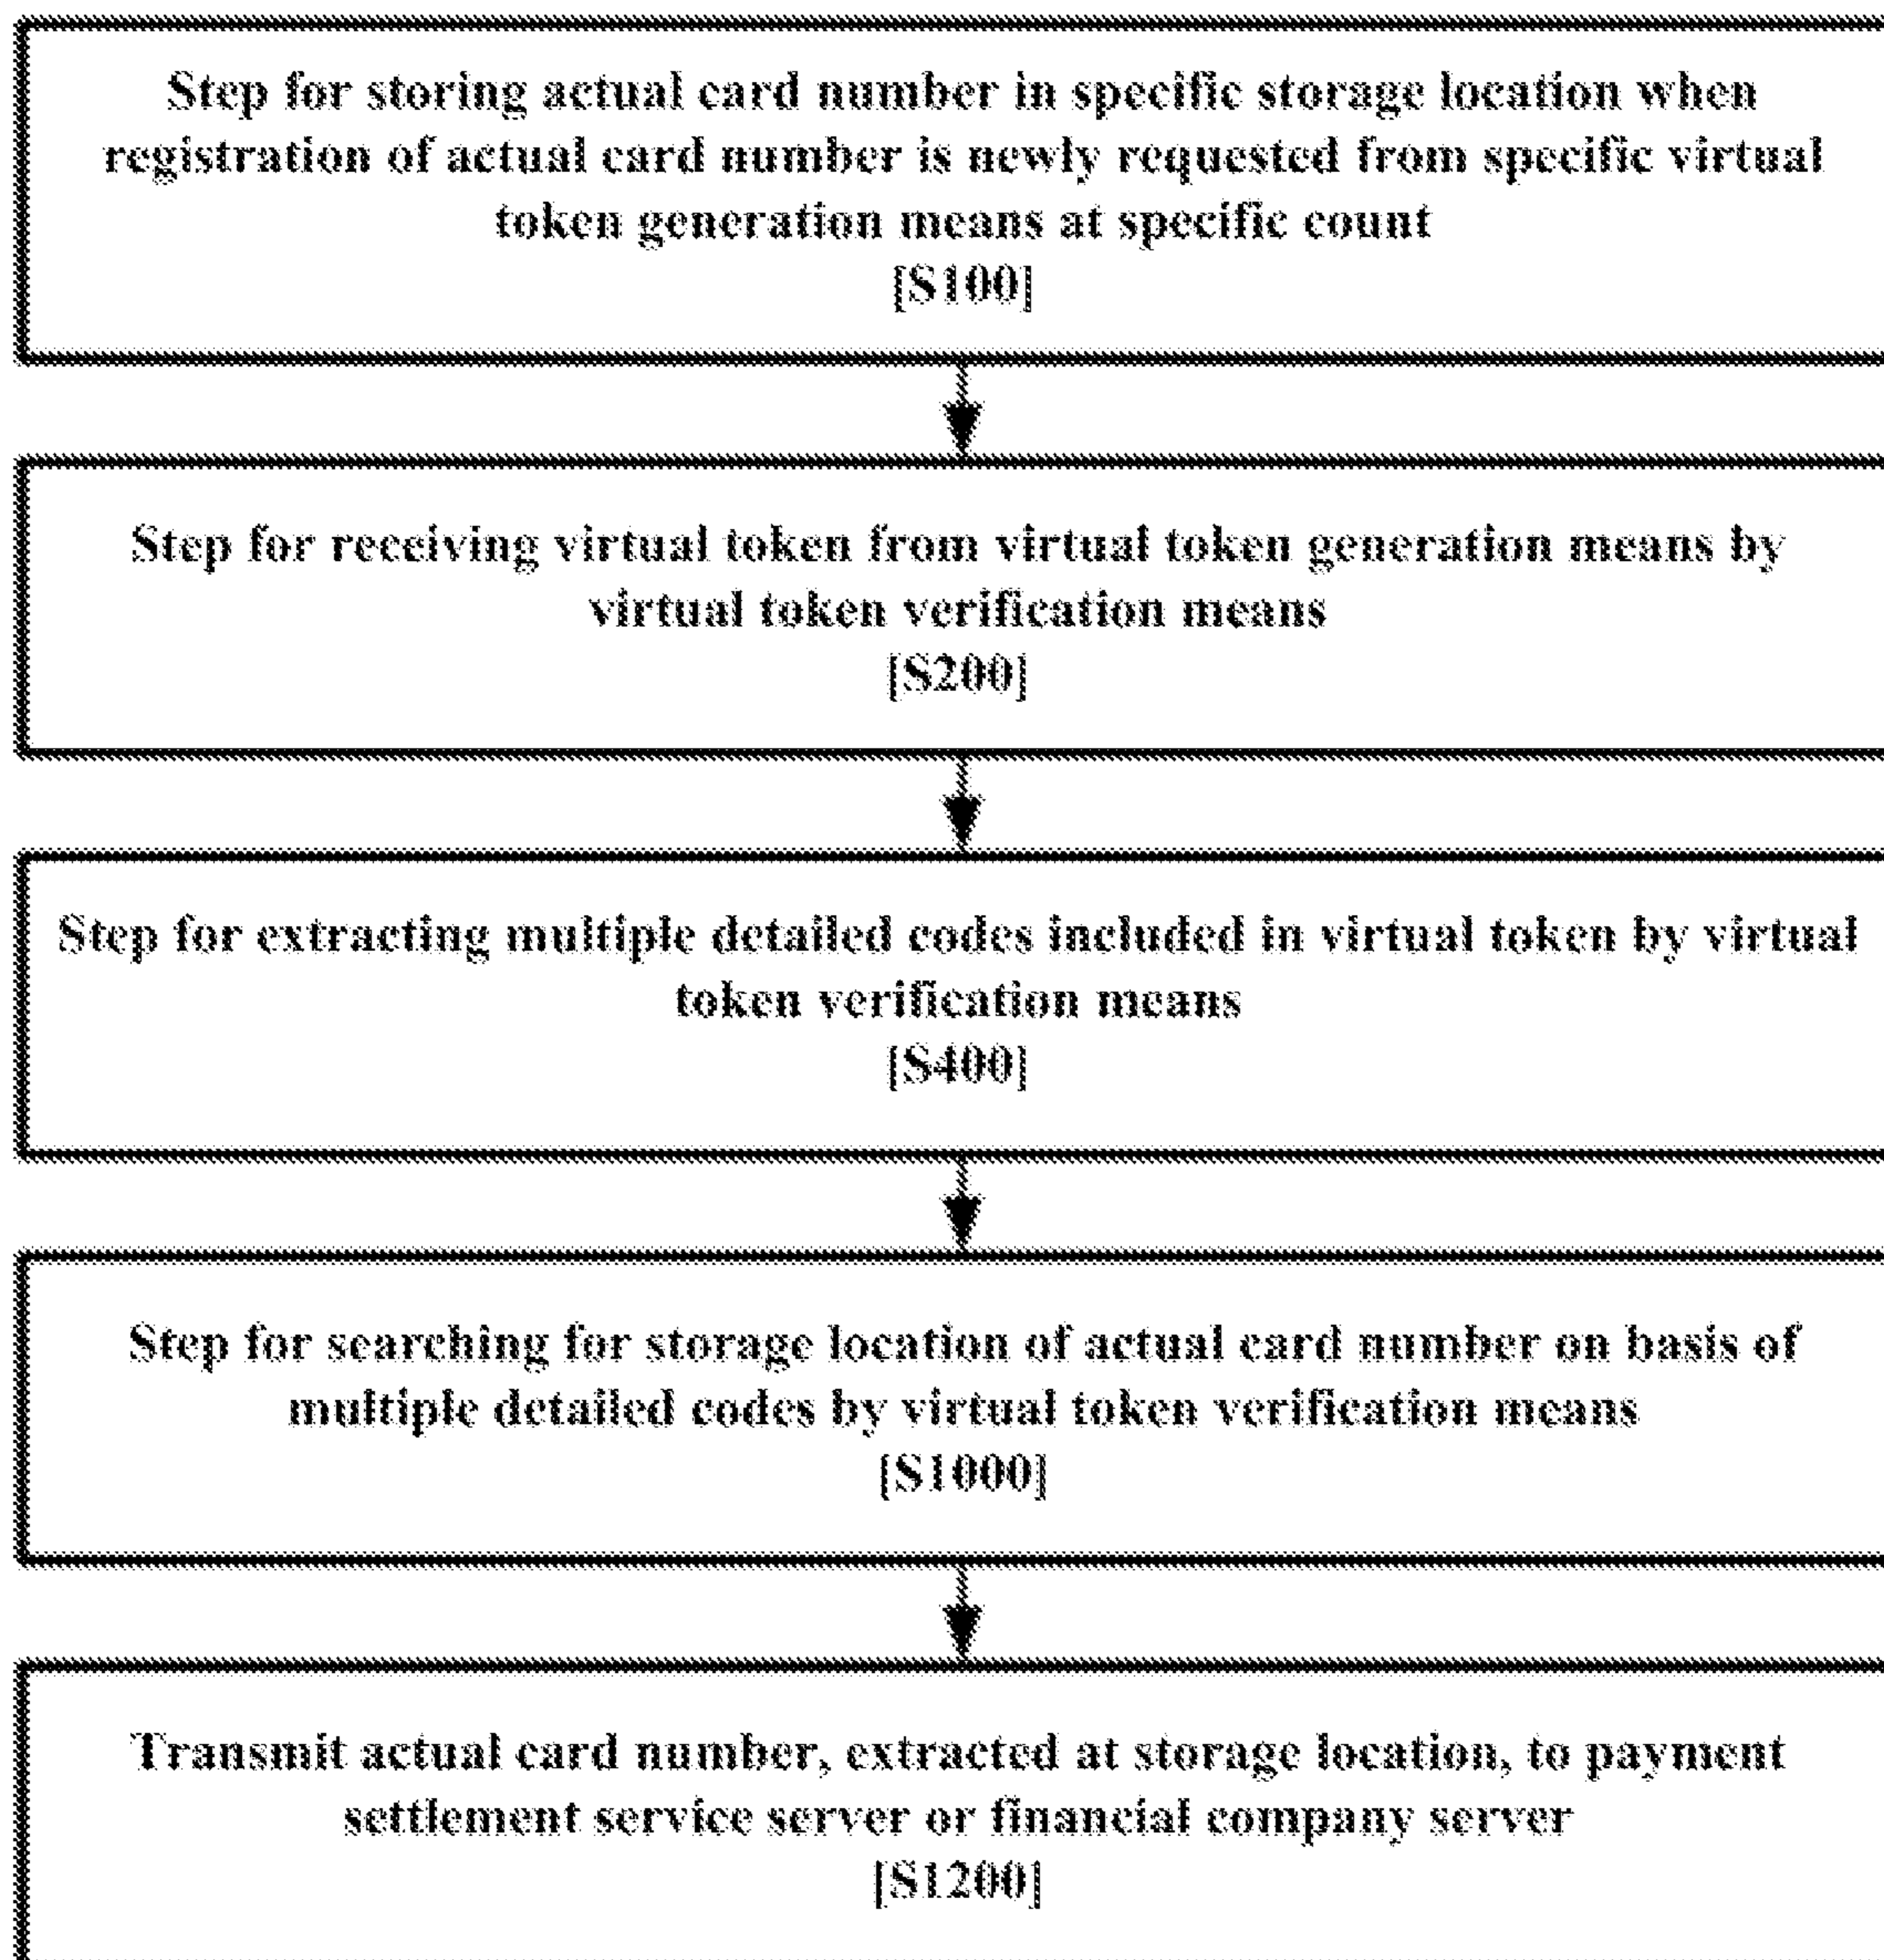 Step for storing actual card number in specific storage location when
registration of actual card number is newly requested from specific virtual
token generation means at specific count
[S100]
Step for receiving virtual token from virtual token generation means by
virtual token verification means
[S200]
Step for extracting multiple detailed codes included in virtual token by virtual
token verification means
[S400]
Step for searching for storage location of actual card number on basis of
multiple detailed codes by virtual token verification means
[S1000]
Transmit actual card number, extracted at storage location, to payment
settlement service server or financial company server
[S1200]